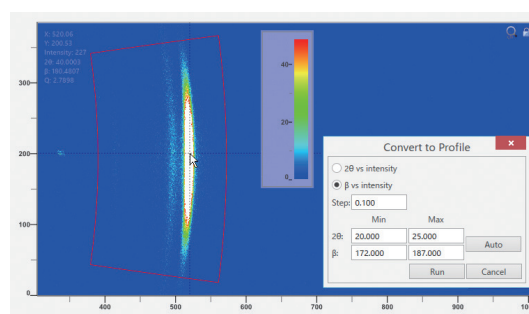 X: 520.06
Y: 200.53
Intensity: 227
2θ: 40.0003
β: 180.4807
Q: 2.7898
300
200
100
0
400
500
600
700
800
900
40
20
0
Convert to Profile
×
2θ vs intensity
β vs intensity
Step: 0.100
Min Max
2θ: 20.000 25.000
β: 172.000 187.000
Auto
Run Cancel